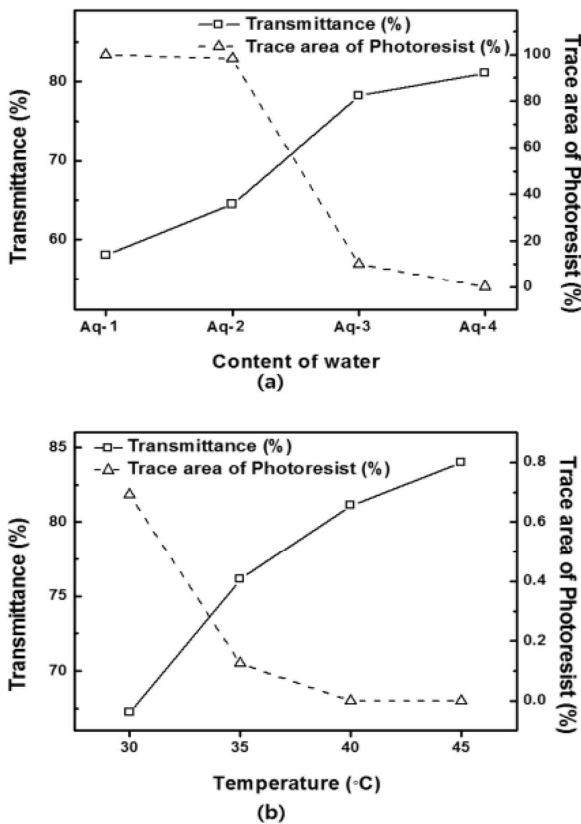 Transmittance (%)
Trace area of Photoresist (%)
80
70
60
Transmittance (%)
100
80
60
40
20
0
Trace area of Photoresist (%)
Aq-1 Aq-2 Aq-3 Aq-4
Content of water
(a)
Transmittance (%)
Trace area of Photoresist (%)
85
80
75
70
Transmittance (%)
0.8
0.6
0.4
0.2
0.0
Trace area of Photoresist (%)
30 35 40 45
Temperature (◦C)
(b)